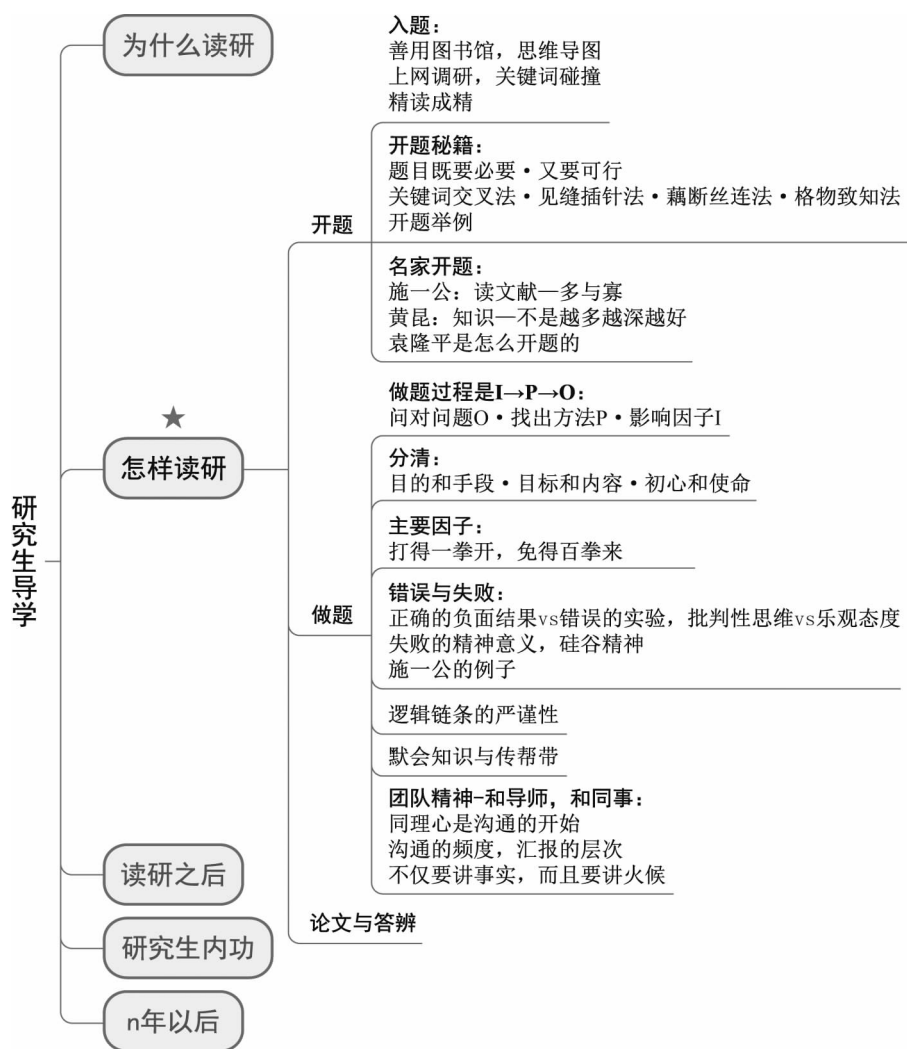 研究生导学
为什么读研
★
怎样读研
开题
入题：
善用图书馆，思维导图
上网调研，关键词碰撞
精读成精
开题秘籍：
题目既要必要·又要可行
关键词交叉法·见缝插针法·藕断丝连法·格物致知法
开题举例
名家开题：
施一公：读文献—多与寡
黄昆：知识—不是越多越深越好
袁隆平是怎么开题的
做题
做题过程是I→P→O：
问对问题O·找出方法P·影响因子I
分清：
目的和手段·目标和内容·初心和使命
主要因子：
打得一拳开，免得百拳来
错误与失败：
正确的负面结果vs错误的实验，批判性思维vs乐观态度
失败的精神意义，硅谷精神
施一公的例子
逻辑链条的严谨性
默会知识与传帮带
团队精神-和导师，和同事：
同理心是沟通的开始
沟通的频度，汇报的层次
不仅要讲事实，而且要讲火候
论文与答辨
读研之后
研究生内功
n年以后